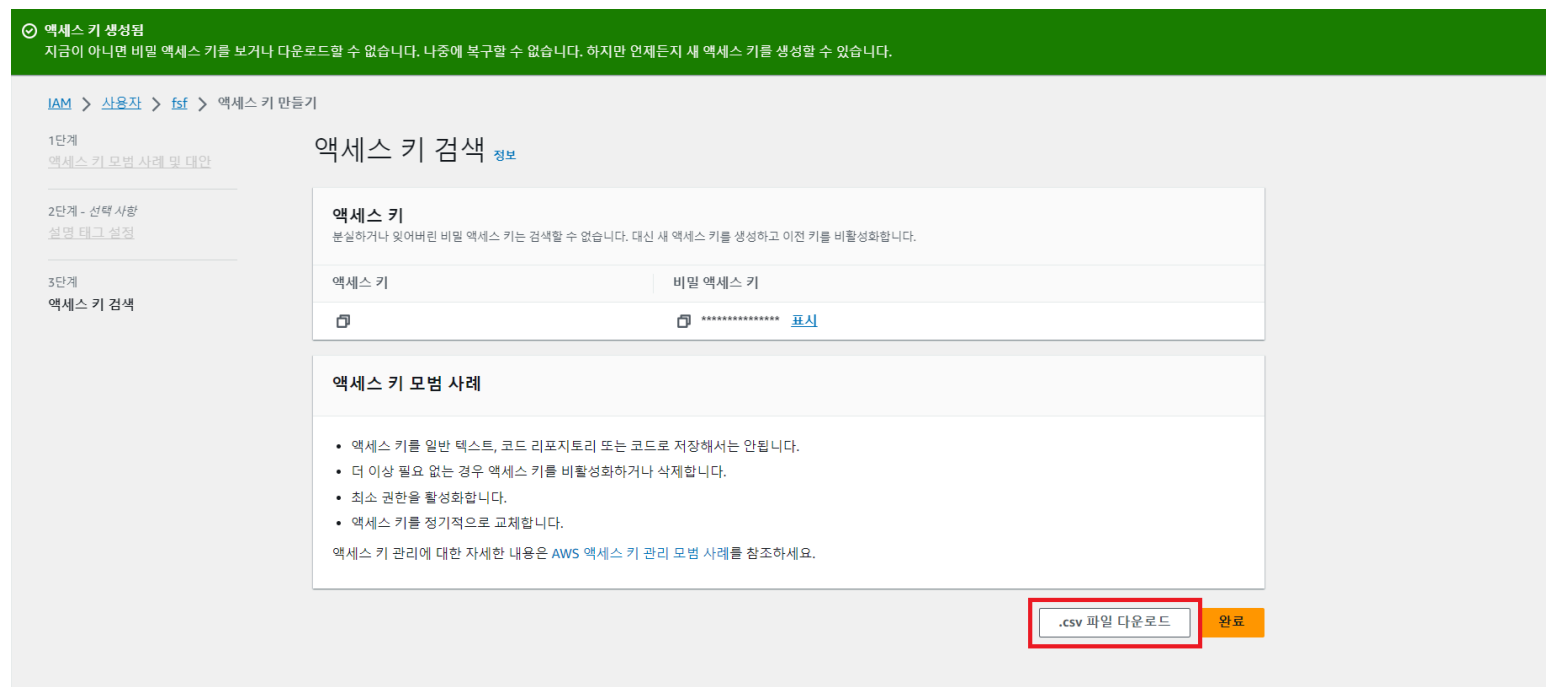 액세스 키 생성됨
지금이 아니면 비밀 액세스 키를 보거나 다운로드할 수 없습니다. 나중에 복구할 수 없습니다. 하지만 언제든지 새 액세스 키를 생성할 수 있습니다.
IAM > 사용자 > fsf > 액세스 키 만들기
1단계
액세스 키 모범 사례 및 대안
2단계 - 선택 사항
설명 태그 설정
3단계
액세스 키 검색
액세스 키 검색 정보
액세스 키
분실하거나 잊어버린 비밀 액세스 키는 검색할 수 없습니다. 대신 새 액세스 키를 생성하고 이전 키를 비활성화합니다.
액세스 키 비밀 액세스 키
*************** 표시
액세스 키 모범 사례
• 액세스 키를 일반 텍스트, 코드 리포지토리 또는 코드로 저장해서는 안됩니다.
• 더 이상 필요 없는 경우 액세스 키를 비활성화하거나 삭제합니다.
• 최소 권한을 활성화합니다.
• 액세스 키를 정기적으로 교체합니다.
액세스 키 관리에 대한 자세한 내용은 AWS 액세스 키 관리 모범 사례를 참조하세요.
.csv 파일 다운로드 완료